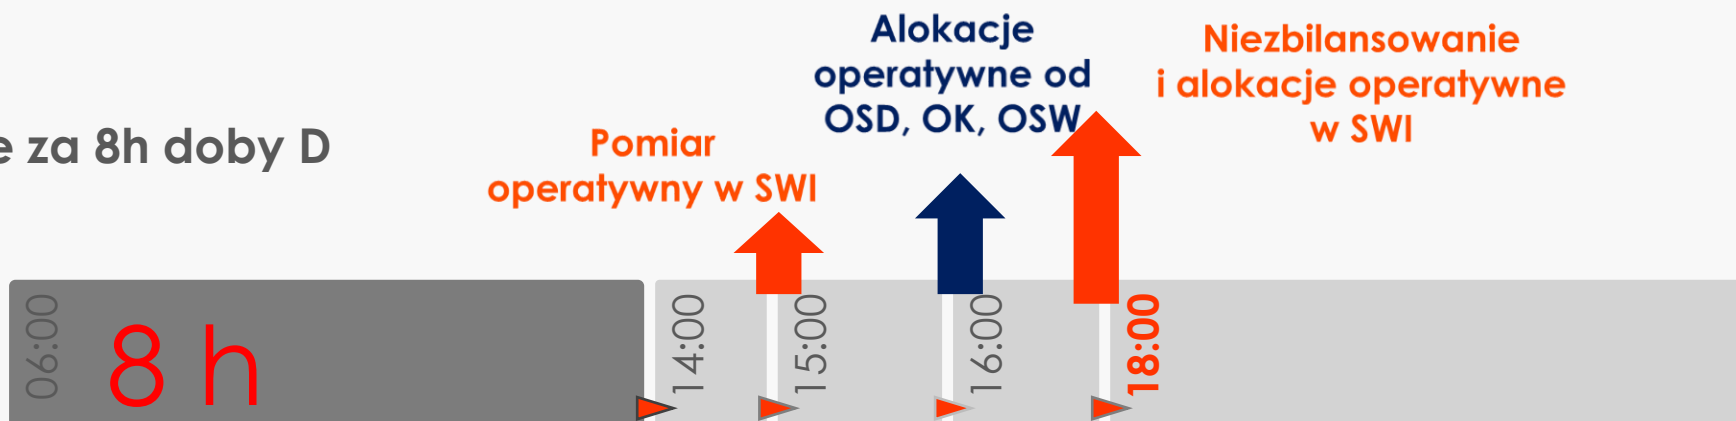 Alokacje
operatywne od
OSD, OK, OSW
Niezbilansowanie
i alokacje operatywne
w SWI
e za 8h doby D
Pomiar
operatywny w SWI
06:00
8 h
14:00
15:00
16:00
18:00